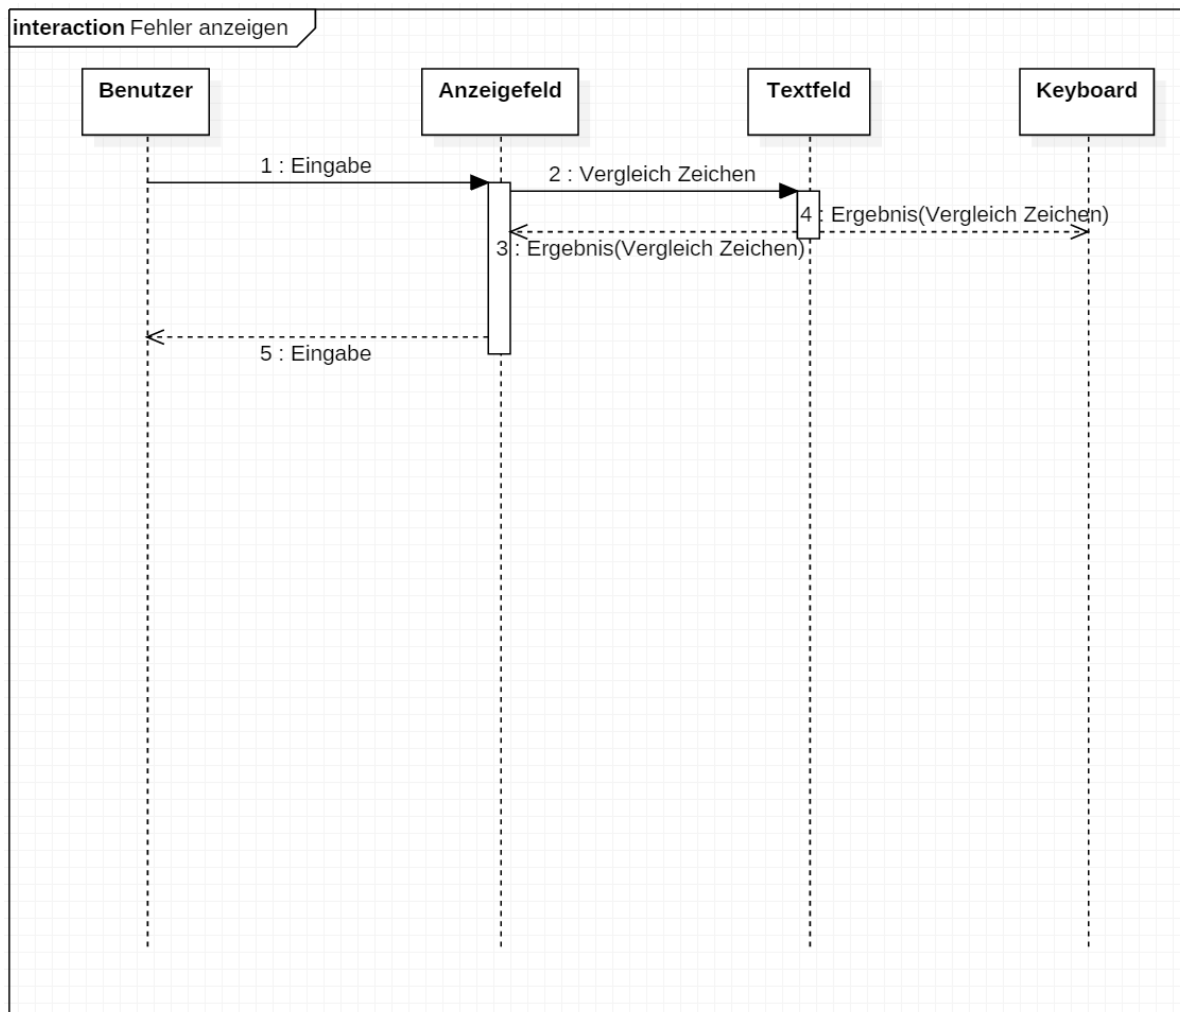 interaction Fehler anzeigen
Benutzer
Anzeigefeld
Textfeld
Keyboard
1 : Eingabe
2 : Vergleich Zeichen
4 : Ergebnis(Vergleich Zeichen)
3 : Ergebnis(Vergleich Zeichen)
5 : Eingabe